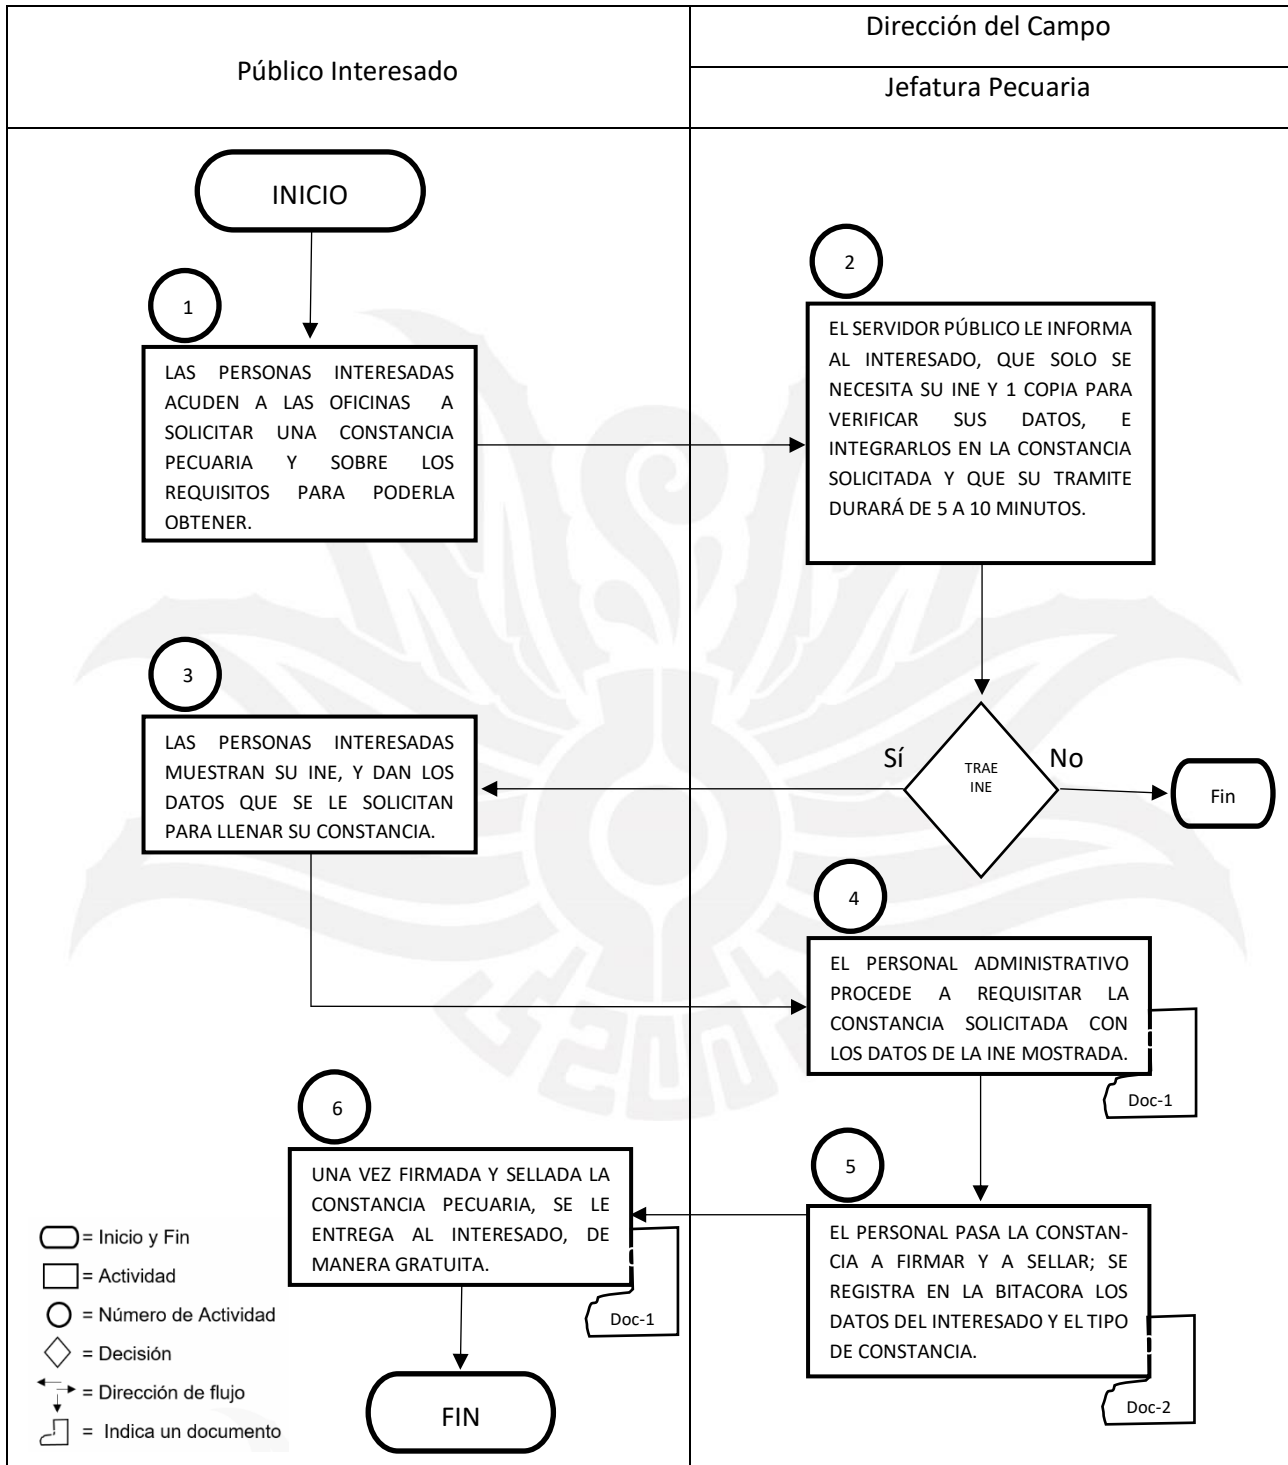 Público Interesado
Dirección del Campo
Jefatura Pecuaria
INICIO
1
LAS PERSONAS INTERESADAS
ACUDEN A LAS OFICINAS A
SOLICITAR UNA CONSTANCIA
PECUARIA Y SOBRE LOS
REQUISITOS PARA PODERLA
OBTENER.
2
EL SERVIDOR PÚBLICO LE INFORMA
AL INTERESADO, QUE SOLO SE
NECESITA SU INE Y 1 COPIA PARA
VERIFICAR SUS DATOS, E
INTEGRARLOS EN LA CONSTANCIA
SOLICITADA Y QUE SU TRAMITE
DURARÁ DE 5 A 10 MINUTOS.
TRAE
INE
Sí
No
Fin
3
LAS PERSONAS INTERESADAS
MUESTRAN SU INE, Y DAN LOS
DATOS QUE SE LE SOLICITAN
PARA LLENAR SU CONSTANCIA.
4
EL PERSONAL ADMINISTRATIVO
PROCEDE A REQUISITAR LA
CONSTANCIA SOLICITADA CON
LOS DATOS DE LA INE MOSTRADA.
Doc-1
5
EL PERSONAL PASA LA CONSTAN-
CIA A FIRMAR Y A SELLAR; SE
REGISTRA EN LA BITACORA LOS
DATOS DEL INTERESADO Y EL TIPO
DE CONSTANCIA.
Doc-2
6
UNA VEZ FIRMADA Y SELLADA LA
CONSTANCIA PECUARIA, SE LE
ENTREGA AL INTERESADO, DE
MANERA GRATUITA.
Doc-1
FIN
= Inicio y Fin
= Actividad
= Número de Actividad
= Decisión
= Dirección de flujo
= Indica un documento